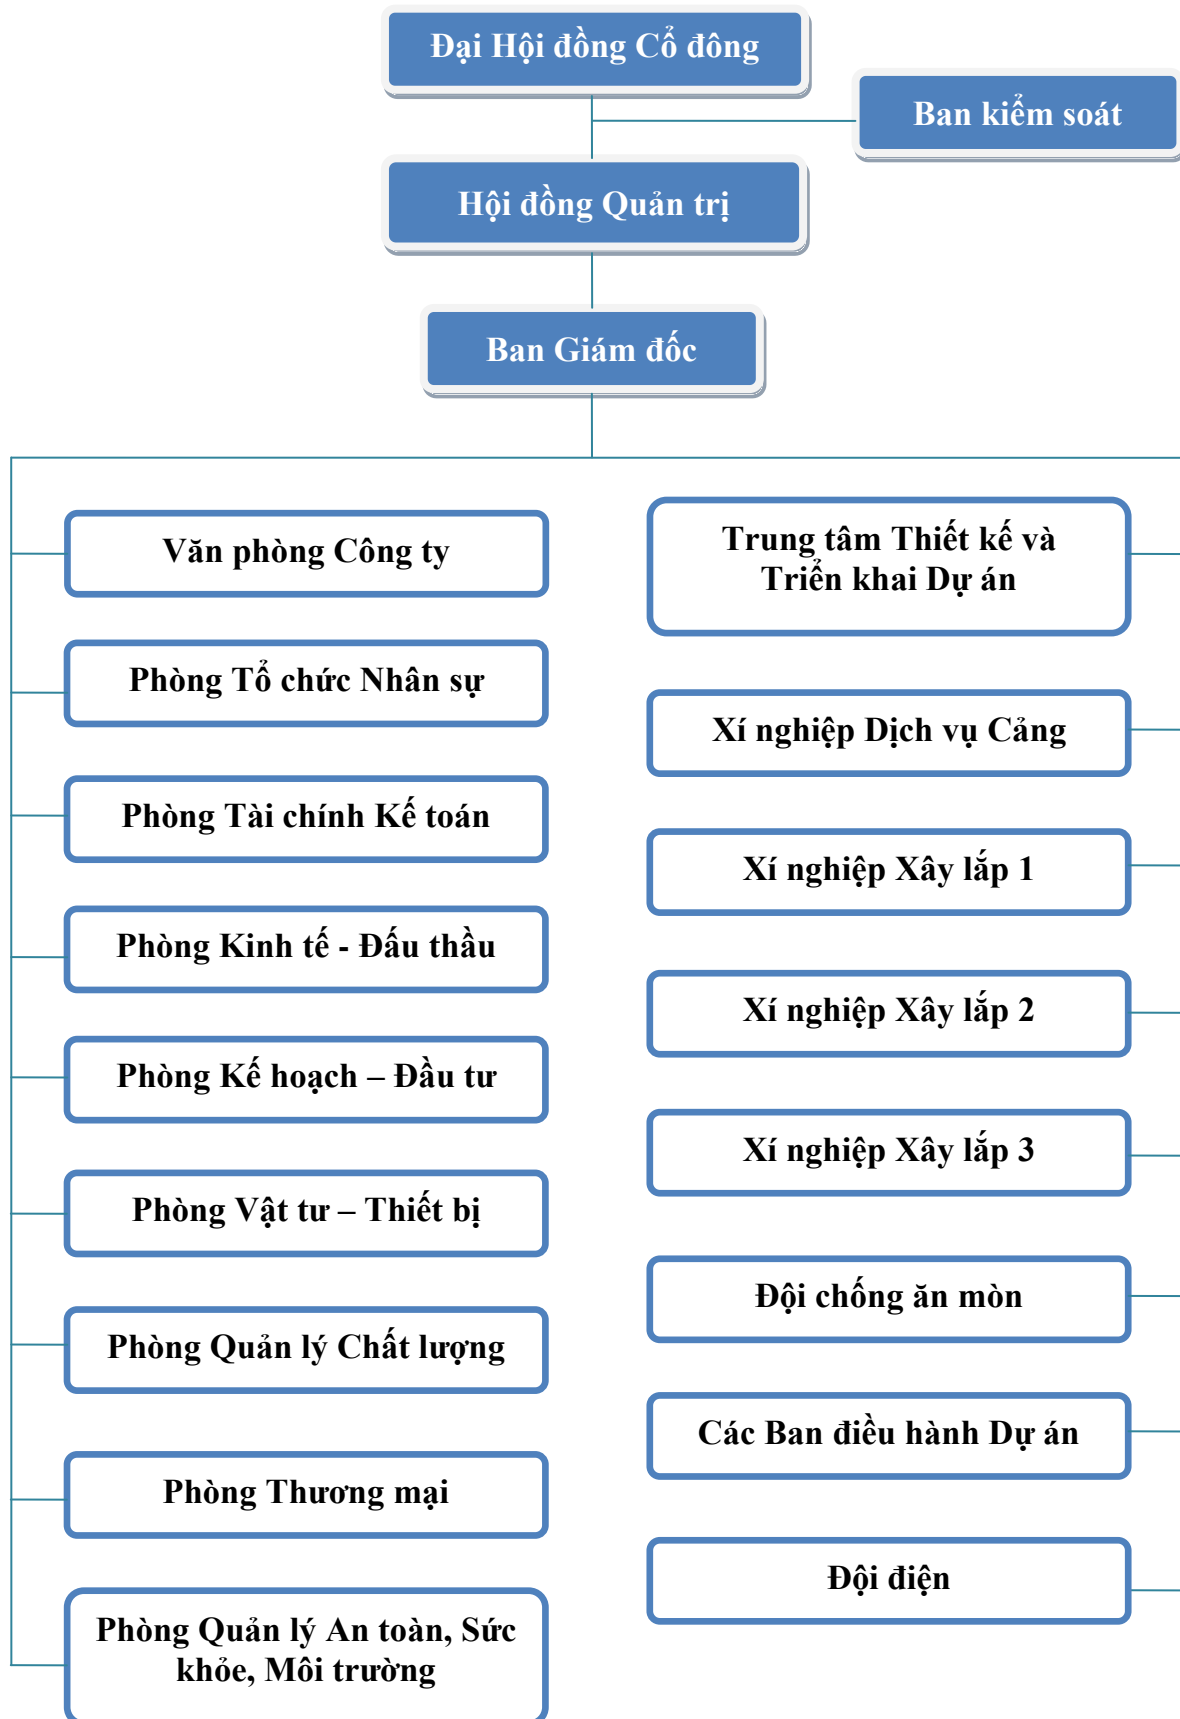 Đại Hội đồng Cổ đông
Ban kiểm soát
Hội đồng Quản trị
Ban Giám đốc
Văn phòng Công ty
Phòng Tổ chức Nhân sự
Phòng Tài chính Kế toán
Phòng Kinh tế - Đấu thầu
Phòng Kế hoạch – Đầu tư
Phòng Vật tư – Thiết bị
Phòng Quản lý Chất lượng
Phòng Thương mại
Phòng Quản lý An toàn, Sức
khỏe, Môi trường
Trung tâm Thiết kế và
Triển khai Dự án
Xí nghiệp Dịch vụ Cảng
Xí nghiệp Xây lắp 1
Xí nghiệp Xây lắp 2
Xí nghiệp Xây lắp 3
Đội chống ăn mòn
Các Ban điều hành Dự án
Đội điện